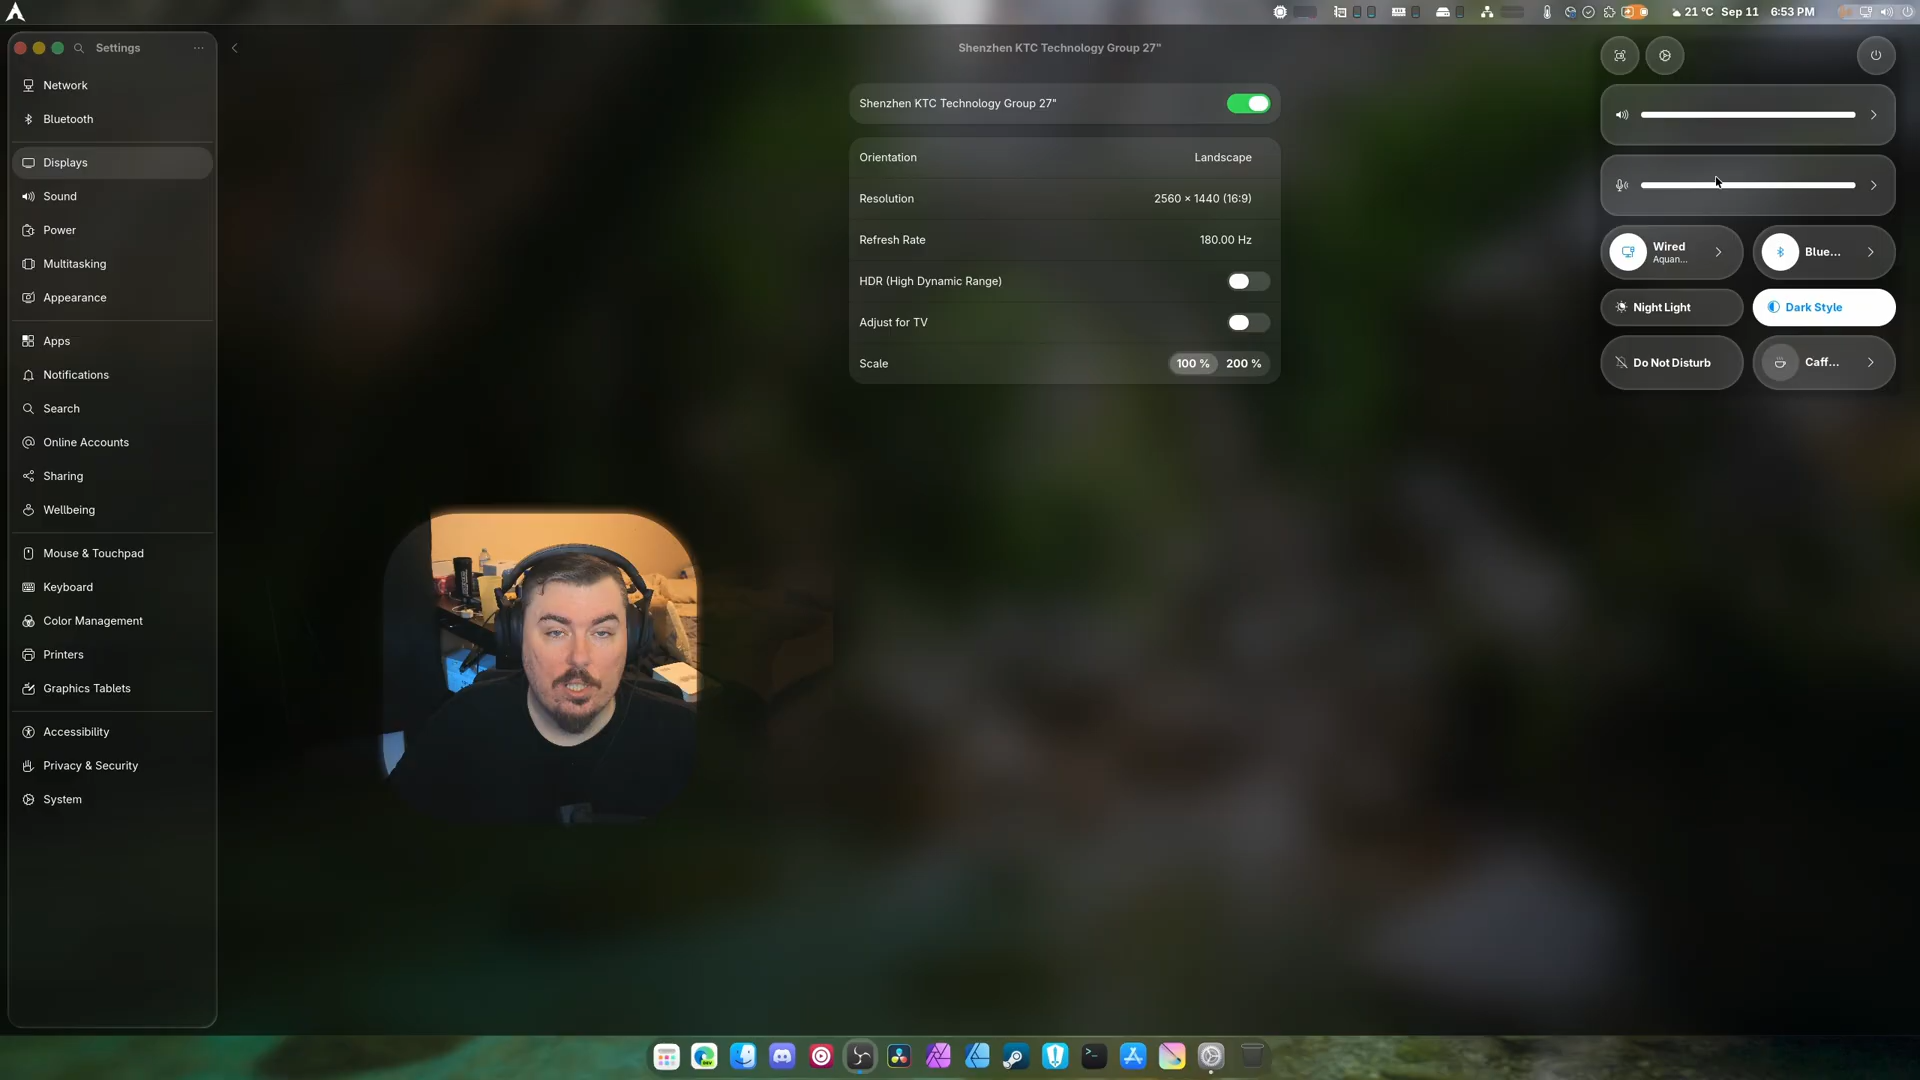 21 °C
Sep 11
6:53 PM
Settings
Network
Bluetooth
Displays
Sound
Power
Multitasking
Appearance
Apps
Notifications
Search
Online Accounts
Sharing
Wellbeing
Mouse & Touchpad
Keyboard
Color Management
Printers
Graphics Tablets
Accessibility
Privacy & Security
System
Shenzhen KTC Technology Group 27"
Shenzhen KTC Technology Group 27"
Orientation
Landscape
Resolution
2560 × 1440 (16:9)
Refresh Rate
180.00 Hz
HDR (High Dynamic Range)
Adjust for TV
Scale
100 %
200 %
Wired
Aquan...
Blue...
Night Light
Dark Style
Do Not Disturb
Caff...
DEV